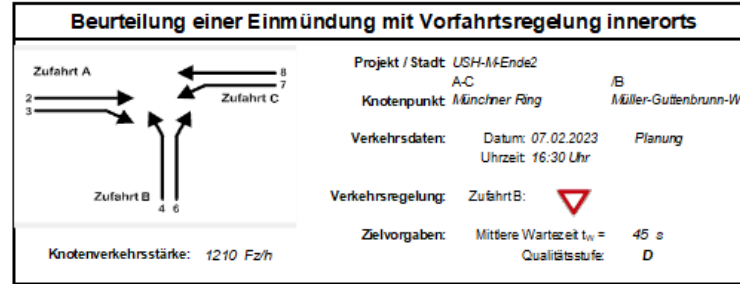 Beurteilung einer Einmündung mit Vorfahrtsregelung innerorts
Zufahrt A
8
7
Zufahrt C
2
3
Zufahrt B
4 6
Knotenverkehrsstärke: 1210 Fz/h
Projekt / Stadt: USH-M-Ende2
A-C /B
Knotenpunkt: Münchner Ring Müller-Guttenbrunn-W
Verkehrsdaten: Datum: 07.02.2023 Planung
Uhrzeit: 16:30 Uhr
Verkehrsregelung: Zufahrt B:
Zielvorgaben: Mittlere Wartezeit tW = 45 s
Qualitätsstufe: D